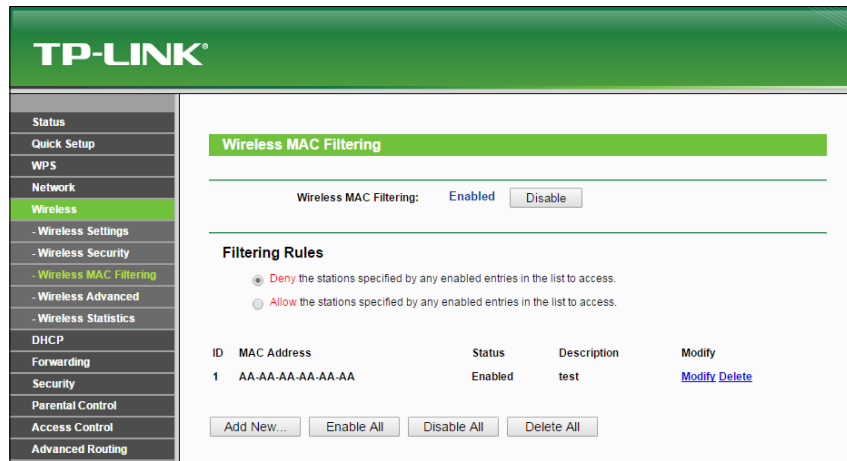 TP-LINK®
Status
Quick Setup
WPS
Network
Wireless
- Wireless Settings
- Wireless Security
- Wireless MAC Filtering
- Wireless Advanced
- Wireless Statistics
DHCP
Forwarding
Security
Parental Control
Access Control
Advanced Routing
Wireless MAC Filtering
Wireless MAC Filtering: Enabled Disable
Filtering Rules
Deny the stations specified by any enabled entries in the list to access.
Allow the stations specified by any enabled entries in the list to access.
ID MAC Address Status Description Modify
1 AA-AA-AA-AA-AA-AA Enabled test Modify Delete
Add New... Enable All Disable All Delete All